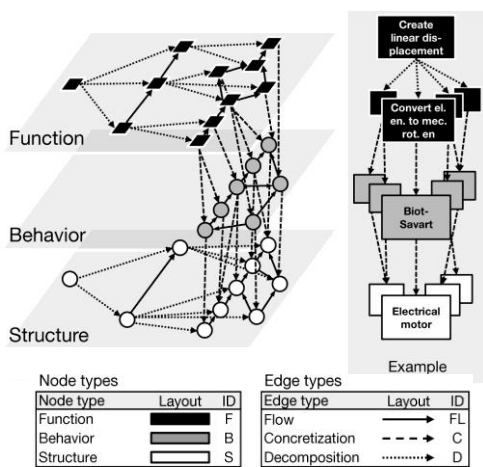 Function
Behavior
Structure
Create
linear dis-
placement
Convert el.
en. to mec.
rot. en
Biot-
Savart
Electrical
motor
Example
Node types
Node type Layout ID
Function F
Behavior B
Structure S
Edge types
Edge type Layout ID
Flow FL
Concretization C
Decomposition D